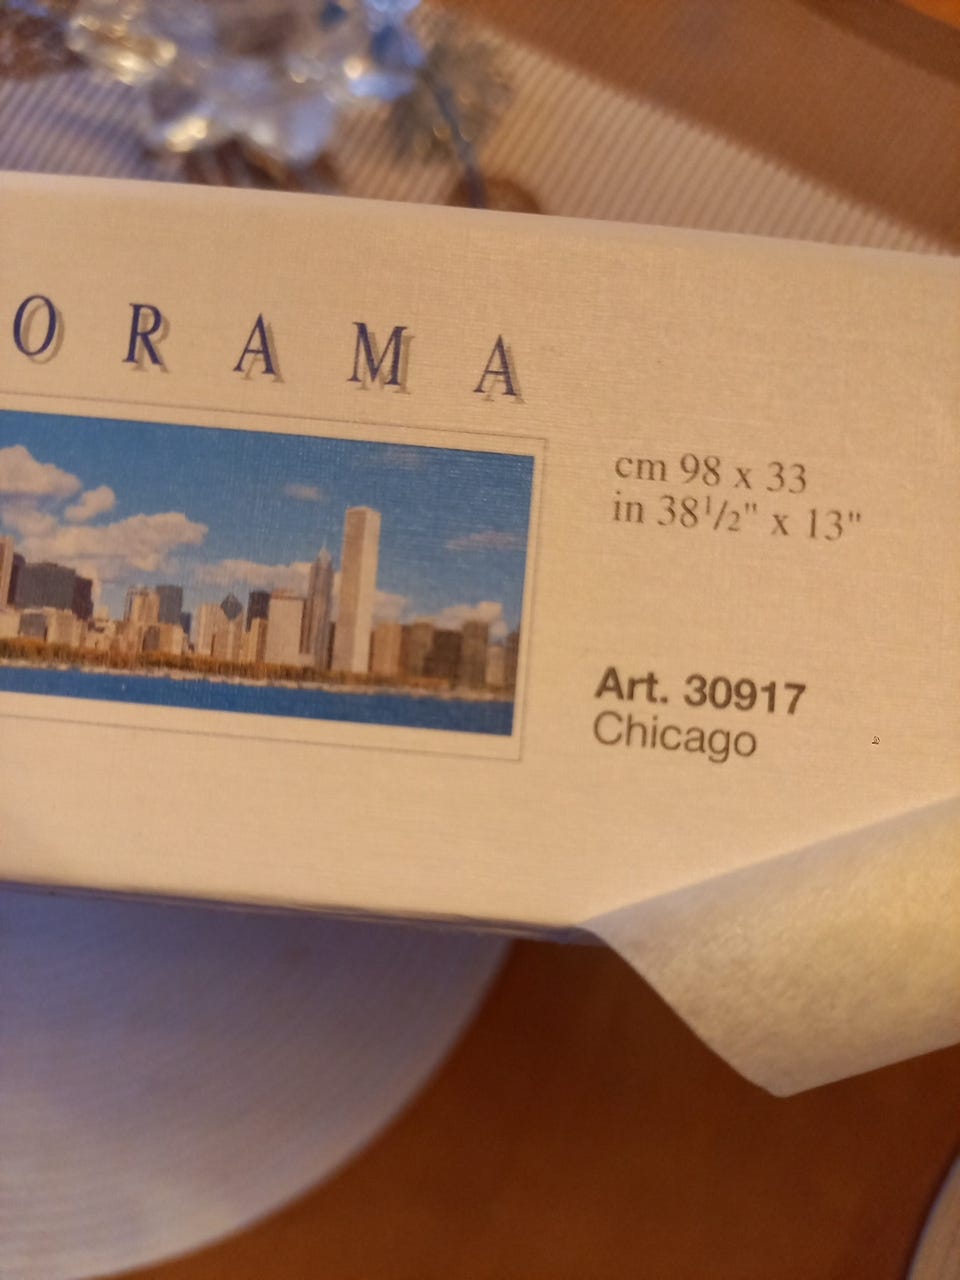 ORAMA
cm 98 x 33
in 38½" x 13"
Art. 30917
Chicago